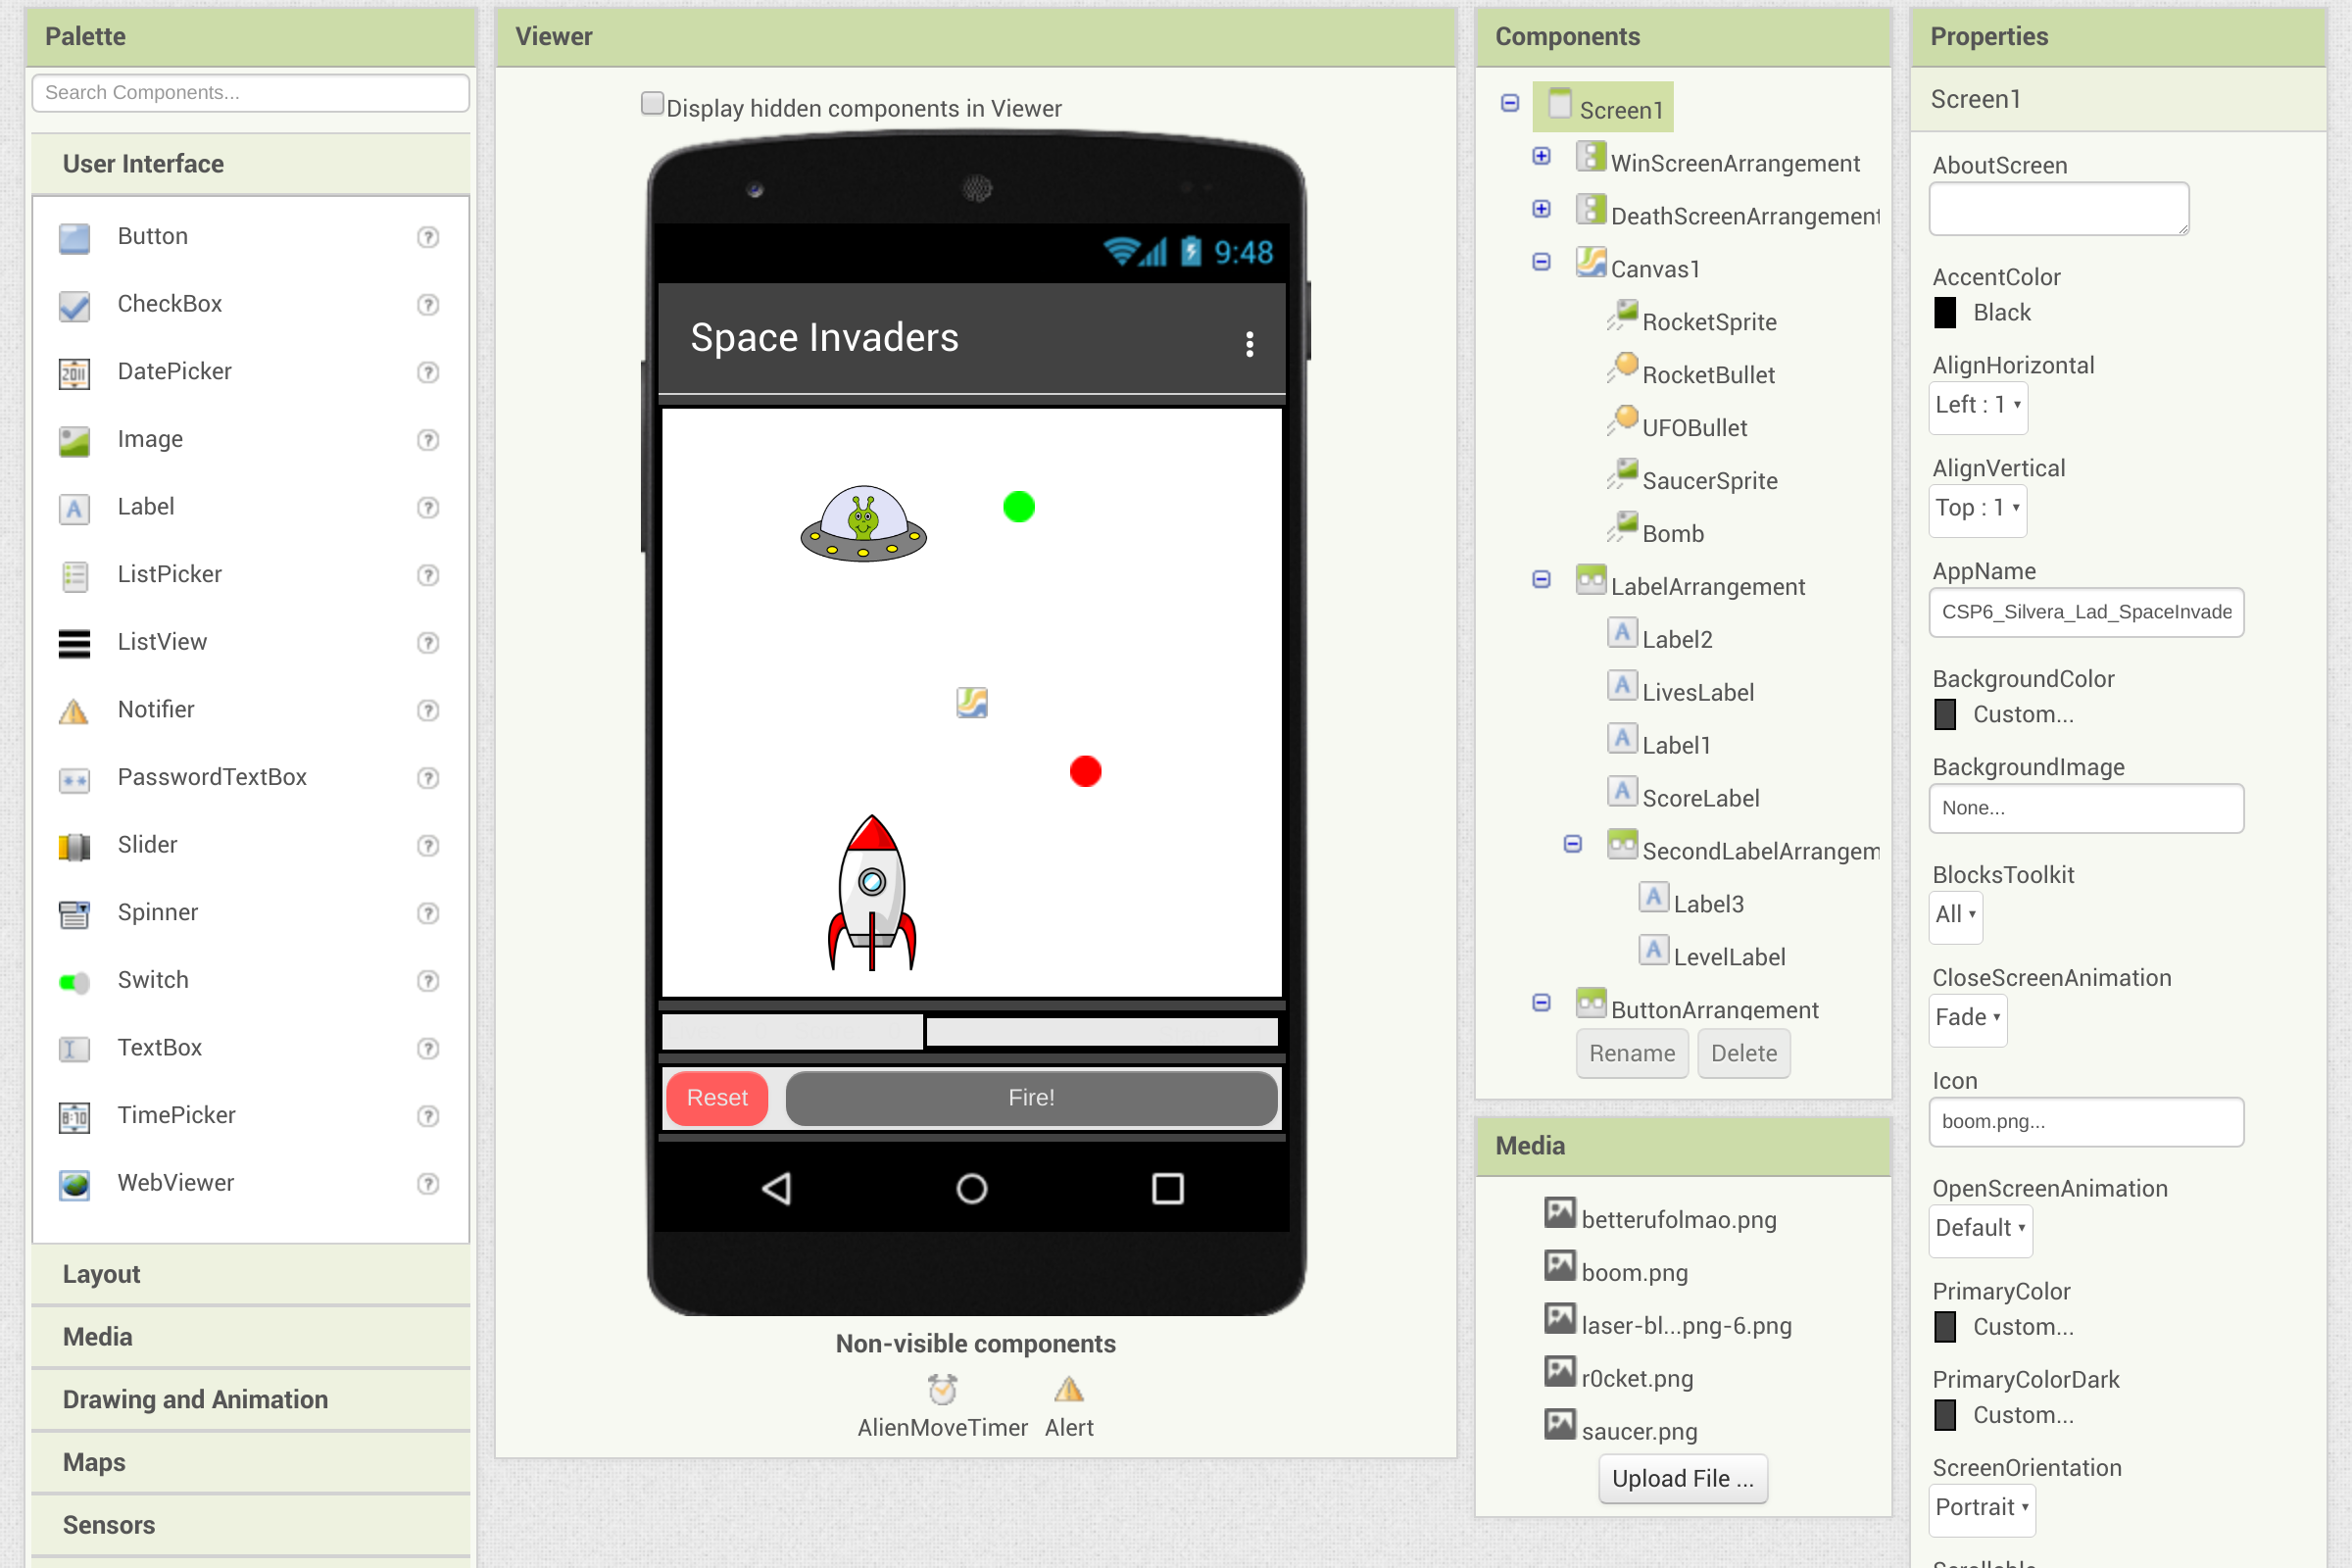 Palette
Search Components...
User Interface
Button
CheckBox
DatePicker
Image
Label
ListPicker
ListView
Notifier
PasswordTextBox
Slider
Spinner
Switch
TextBox
TimePicker
WebViewer
Layout
Media
Drawing and Animation
Maps
Sensors
Viewer
Display hidden components in Viewer
9:48
Space Invaders
Reset
Fire!
Non-visible components
AlienMoveTimer
Alert
Components
Screen1
WinScreenArrangement
DeathScreenArrangement
Canvas1
RocketSprite
RocketBullet
UFOBullet
SaucerSprite
Bomb
LabelArrangement
Label2
LivesLabel
Label1
ScoreLabel
SecondLabelArrangem
Label3
LevelLabel
ButtonArrangement
Rename
Delete
Media
betterufolmao.png
boom.png
laser-bl...png-6.png
r0cket.png
saucer.png
Upload File ...
Properties
Screen1
AboutScreen
AccentColor
Black
AlignHorizontal
Left : 1
AlignVertical
Top : 1
AppName
CSP6_Silvera_Lad_SpaceInvade
BackgroundColor
Custom...
BackgroundImage
None...
BlocksToolkit
All
CloseScreenAnimation
Fade
Icon
boom.png...
OpenScreenAnimation
Default
PrimaryColor
Custom...
PrimaryColorDark
Custom...
ScreenOrientation
Portrait